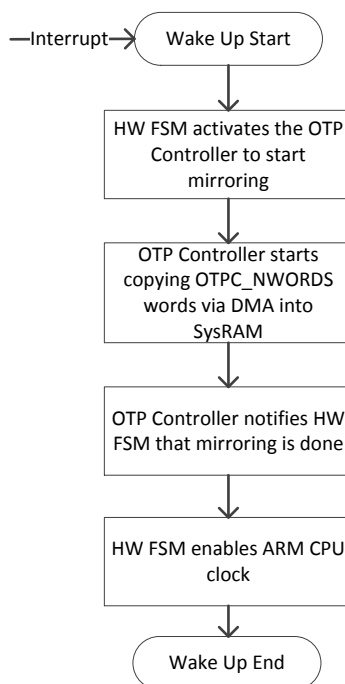 Interrupt
Wake Up Start
HW FSM activates the OTP
Controller to start
mirroring
OTP Controller starts
copying OTPC_NWORDS
words via DMA into
SysRAM
OTP Controller notifies HW
FSM that mirroring is done
HW FSM enables ARM CPU
clock
Wake Up End